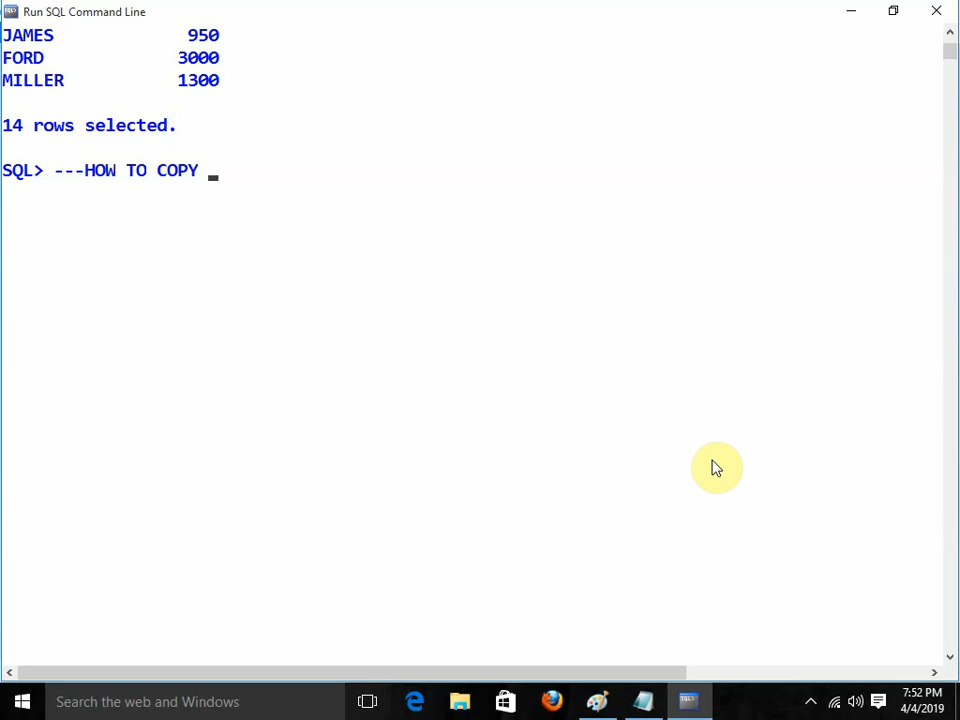 Run SQL Command Line
JAMES 950
FORD 3000
MILLER 1300
14 rows selected.
SQL> ---HOW TO COPY _
Search the web and Windows
7:52 PM
4/4/2019